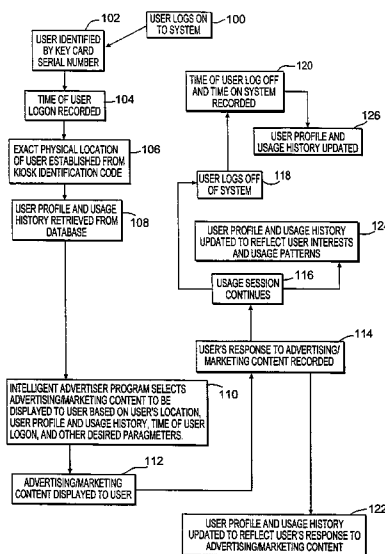 100
USER LOGS ON
TO SYSTEM
102
USER IDENTIFIED
BY KEY CARD
SERIAL NUMBER
TIME OF USER
LOGON RECORDED
104
EXACT PHYSICAL LOCATION
OF USER ESTABLISHED FROM
KIOSK IDENTIFICATION CODE
106
USER PROFILE AND USAGE
HISTORY RETRIEVED FROM
DATABASE
108
INTELLIGENT ADVERTISER PROGRAM SELECTS
ADVERTISING/MARKETING CONTENT TO BE
DISPLAYED TO USER BASED ON USER'S LOCATION,
USER PROFILE AND USAGE HISTORY, TIME OF USER
LOGON, AND OTHER DESIRED PARAGMETERS.
110
112
ADVERTISING/MARKETING
CONTENT DISPLAYED TO USER
114
USER'S RESPONSE TO ADVERTISING/
MARKETING CONTENT RECORDED
116
USAGE SESSION
CONTINUES
118
USER LOGS OFF
OF SYSTEM
120
TIME OF USER LOG OFF
AND TIME ON SYSTEM
RECORDED
126
USER PROFILE AND
USAGE HISTORY UPDATED
124
USER PROFILE AND USAGE HISTORY
UPDATED TO REFLECT USER INTERESTS
AND USAGE PATTERNS
122
USER PROFILE AND USAGE HISTORY
UPDATED TO REFLECT USER'S RESPONSE TO
ADVERTISING/MARKETING CONTENT